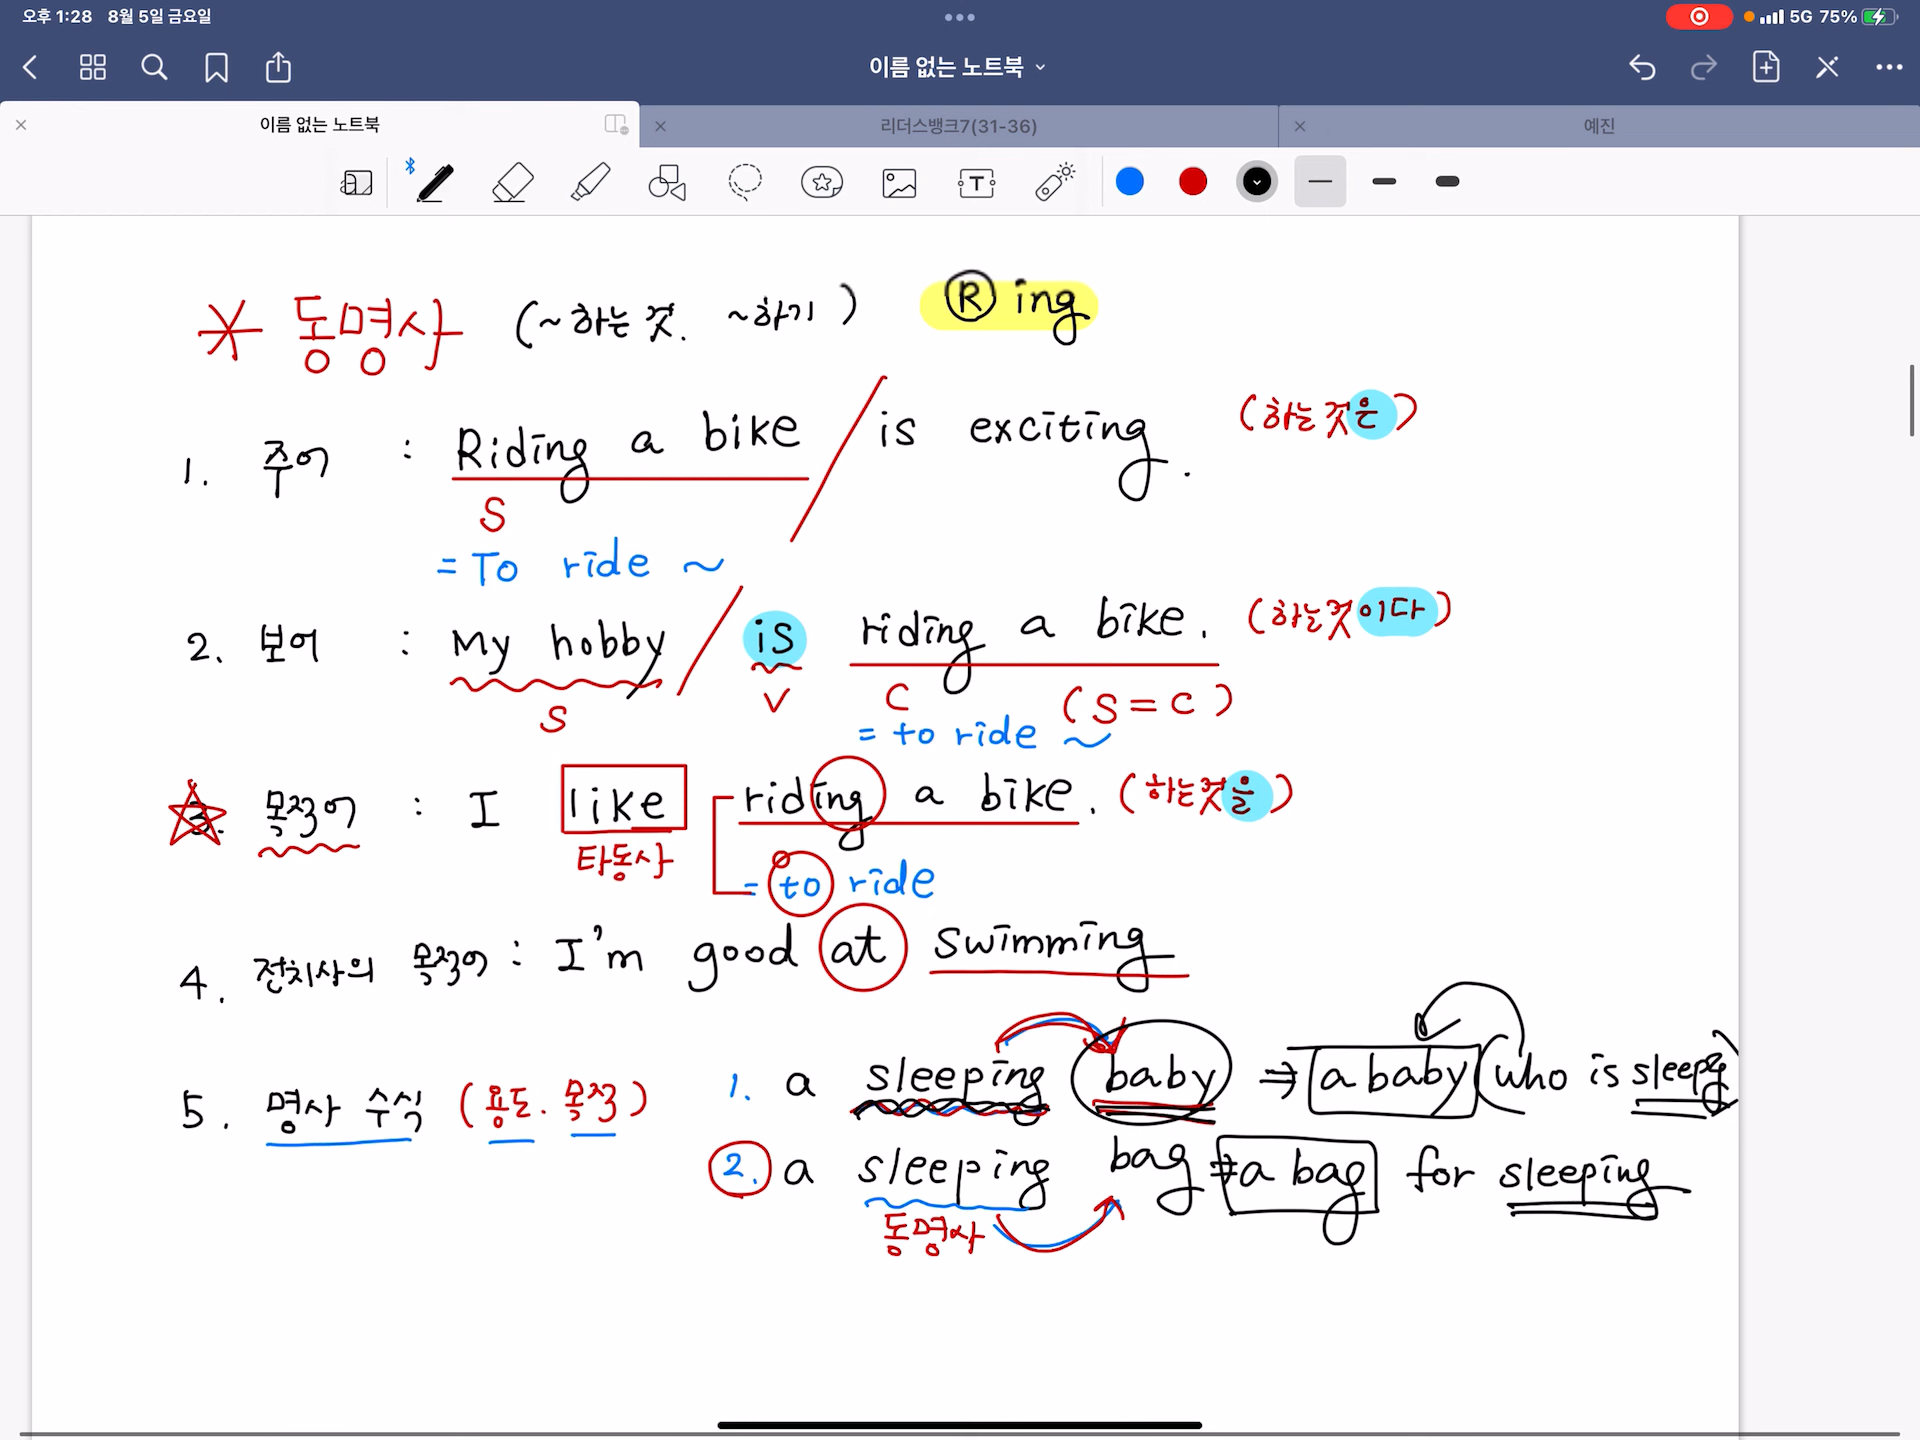 오후 1:28 8월 5일 금요일 5G 75%
이름 없는 노트북
이름 없는 노트북 리더스뱅크7(31-36) 예진
* 동명사 (~하는 것. ~하기) Ⓡ ing
1. 주어 : Riding a bike / is exciting. (하는것은)
S
= To ride ~
2. 보어 : My hobby / is riding a bike. (하는것이다)
S V C (S = C)
= to ride ~
3. 목적어 : I like riding a bike. (하는것을)
타동사 = to ride
4. 전치사의 목적어 : I'm good at swimming
5. 명사 수식 (용도. 목적) 1. a sleeping baby ⇒ a baby (who is sleeping)
2. a sleeping bag ⇒ a bag for sleeping
동명사